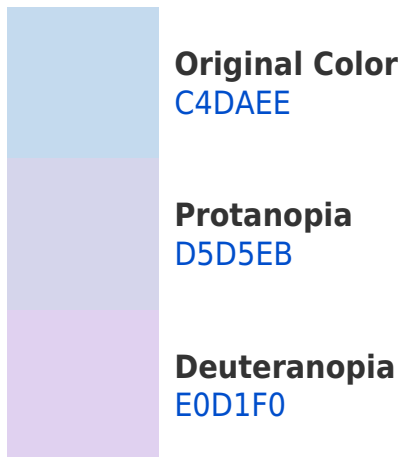 Original Color
C4DAEE
Protanopia
D5D5EB
Deuteranopia
E0D1F0